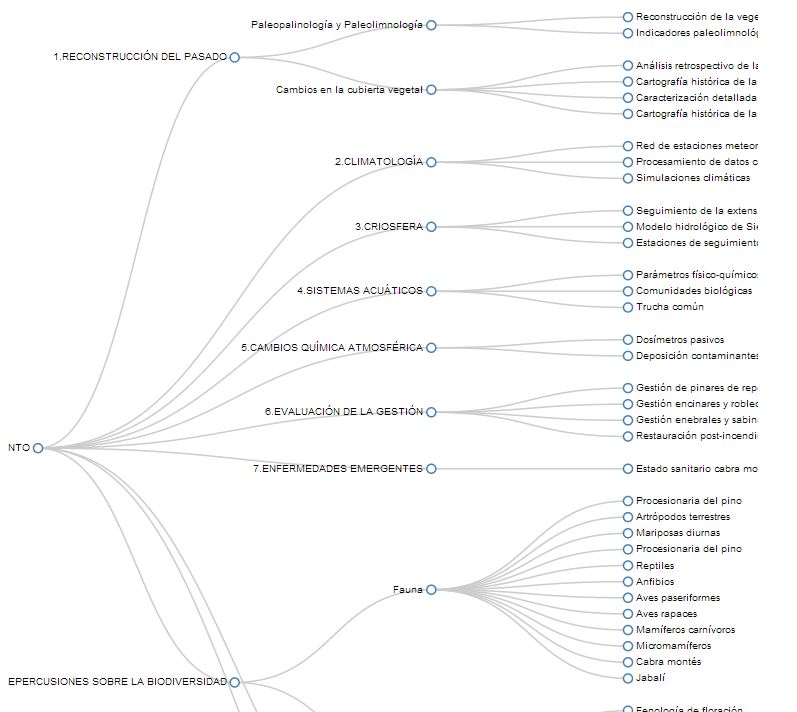 Paleopalinología y Paleolimnología
Reconstrucción de la vege
Indicadores paleolimnológ
1.RECONSTRUCCIÓN DEL PASADO
Cambios en la cubierta vegetal
Análisis retrospectivo de la
Cartografía histórica de la
Caracterización detallada
Cartografía histórica de la
2.CLIMATOLOGÍA
Red de estaciones meteor
Procesamiento de datos c
Simulaciones climáticas
3.CRIOSFERA
Seguimiento de la extens
Modelo hidrológico de Sie
Estaciones de seguimiento
4.SISTEMAS ACUÁTICOS
Parámetros físico-químicos
Comunidades biológicas
Trucha común
5.CAMBIOS QUÍMICA ATMOSFÉRICA
Dosímetros pasivos
Deposición contaminantes
6.EVALUACIÓN DE LA GESTIÓN
Gestión de pinares de rep
Gestión encinares y robled
Gestión enebrales y sabin
Restauración post-incendi
NTO
7.ENFERMEDADES EMERGENTES
Estado sanitario cabra mo
Fauna
Procesionaria del pino
Artrópodos terrestres
Mariposas diurnas
Procesionaria del pino
Reptiles
Anfibios
Aves paseriformes
Aves rapaces
Mamíferos carnívoros
Micromamíferos
Cabra montés
Jabalí
EPERCUSIONES SOBRE LA BIODIVERSIDAD
Fenología de floración